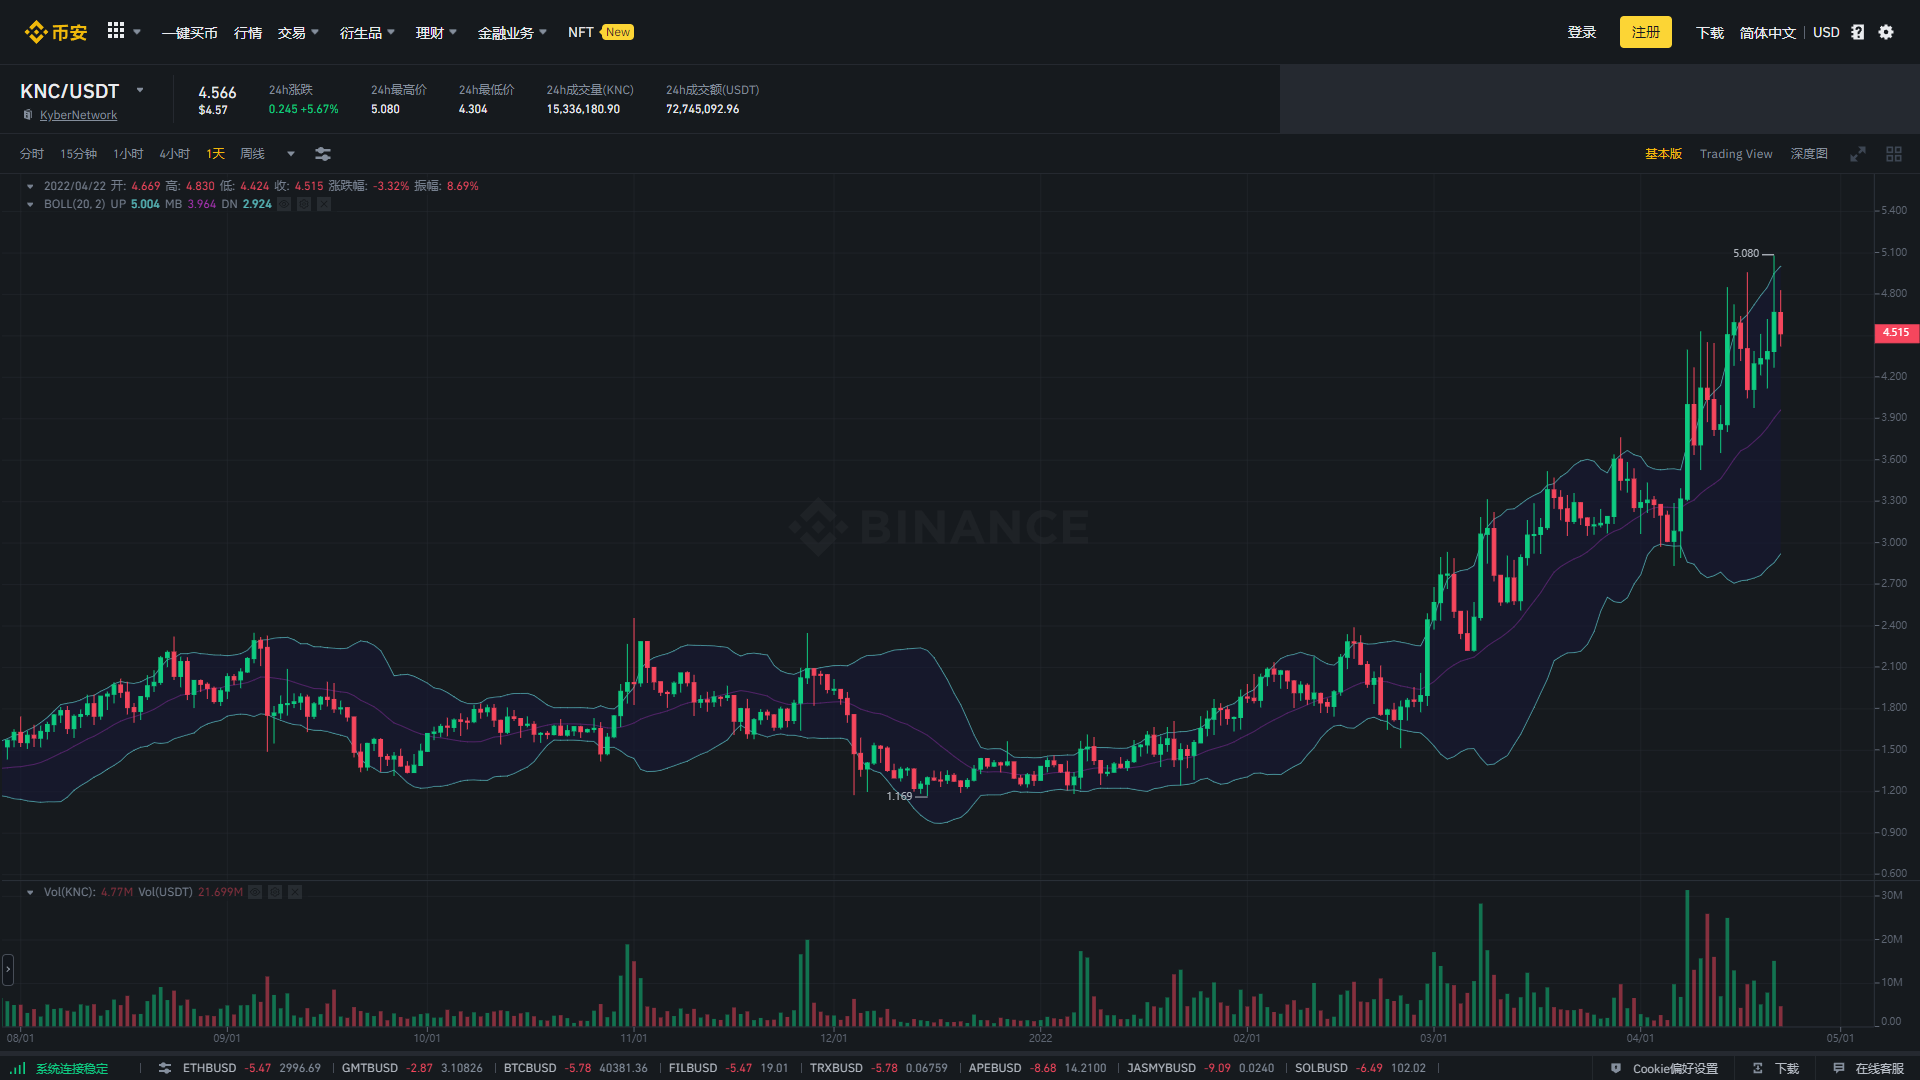 币安 一键买币 行情 交易 衍生品 理财 金融业务 NFT New 登录 注册 下载 简体中文 USD
KNC/USDT
KyberNetwork
4.566
$4.57
24h涨跌
0.245 +5.67%
24h最高价
5.080
24h最低价
4.304
24h成交量(KNC)
15,336,180.90
24h成交额(USDT)
72,745,092.96
分时 15分钟 1小时 4小时 1天 周线 基本版 Trading View 深度图
2022/04/22 开: 4.669 高: 4.830 低: 4.424 收: 4.515 涨跌幅: -3.32% 振幅: 8.69%
BOLL(20, 2) UP 5.004 MB 3.964 DN 2.924
5.400
5.100
4.800
4.515
4.200
3.900
3.600
3.300
3.000
2.700
2.400
2.100
1.800
1.500
1.200
0.900
0.600
5.080
1.169
BINANCE
Vol(KNC): 4.77M Vol(USDT) 21.699M
30M
20M
10M
0.00
08/01 09/01 10/01 11/01 12/01 2022 02/01 03/01 04/01 05/01
系统连接稳定 ETHBUSD -5.47 2996.69 GMTBUSD -2.87 3.10826 BTCBUSD -5.78 40381.36 FILBUSD -5.47 19.01 TRXBUSD -5.78 0.06759 APEBUSD -8.68 14.2100 JASMYBUSD -9.09 0.0240 SOLBUSD -6.49 102.02 Cookie偏好设置 下载 在线客服